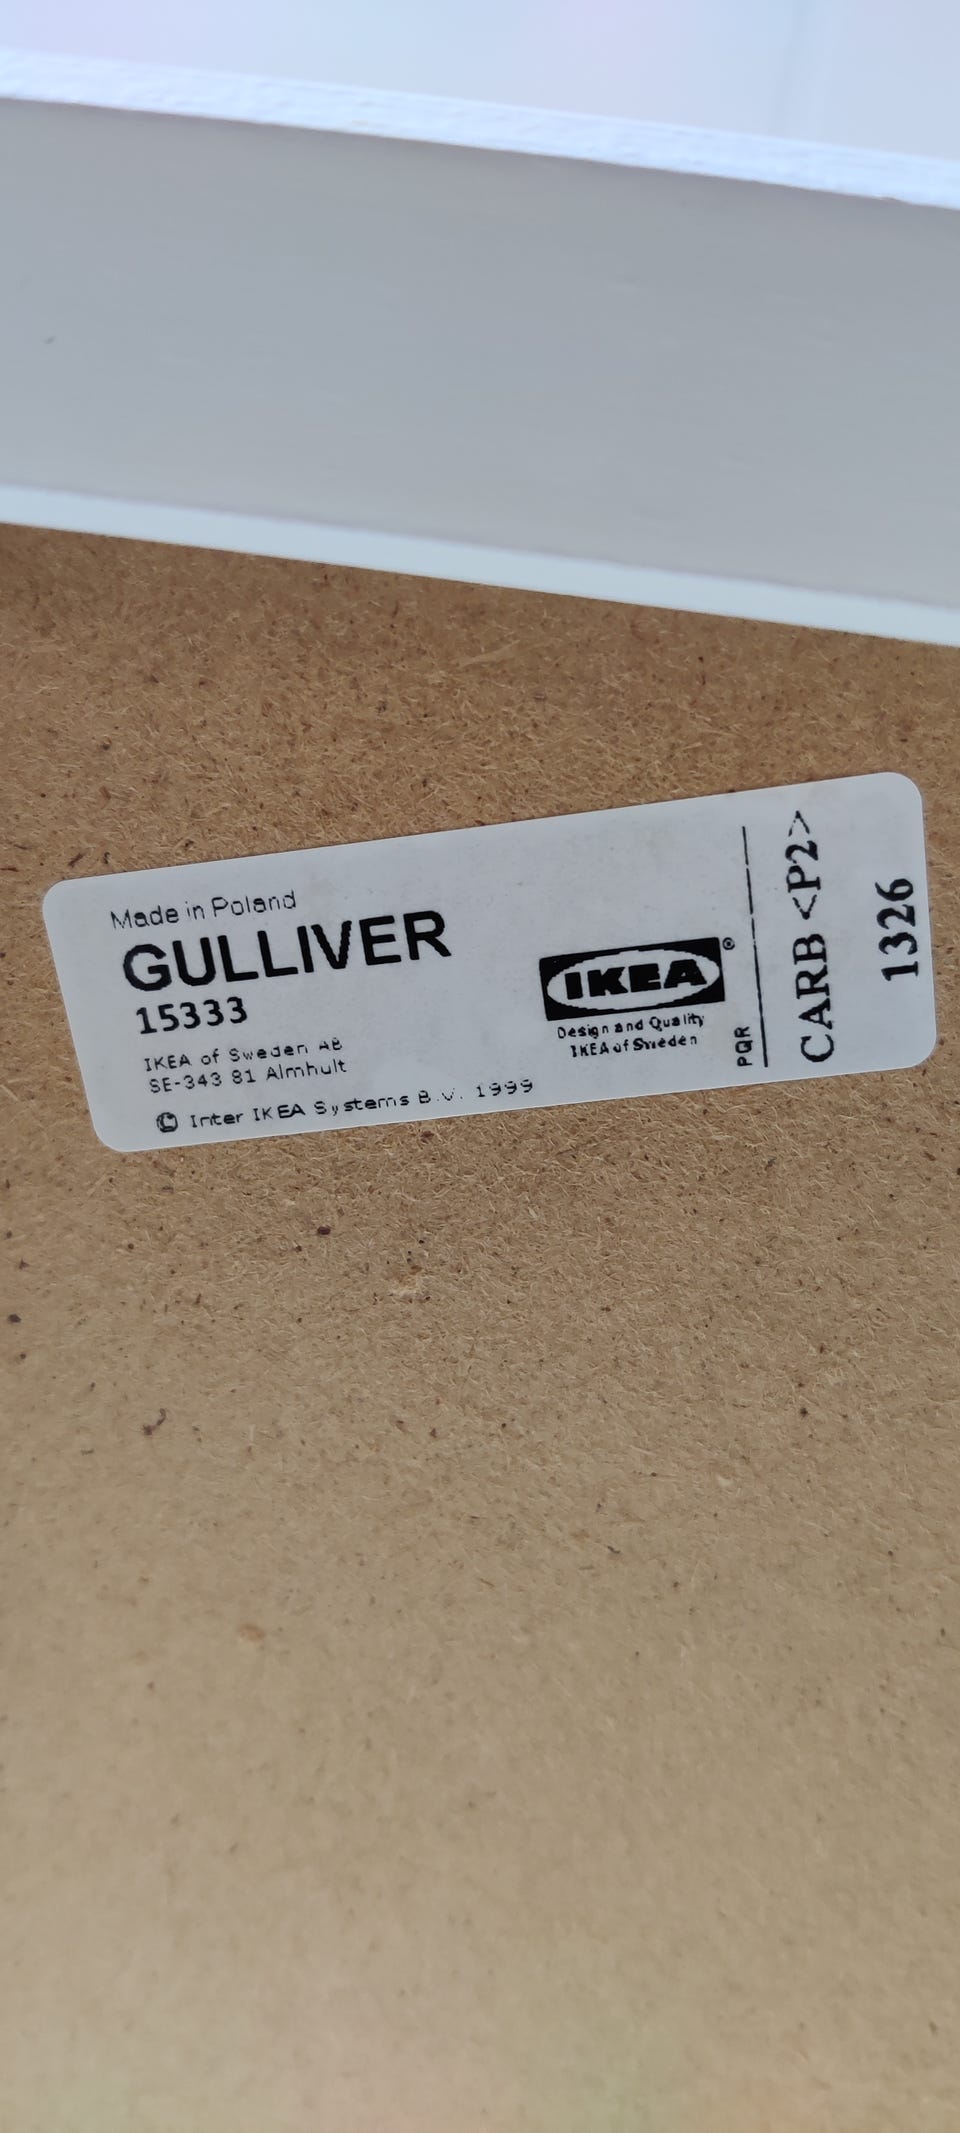 Made in Poland
GULLIVER
15333
IKEA of Sweden AB
SE-343 81 Älmhult
© Inter IKEA Systems B.V. 1999
IKEA®
Design and Quality
IKEA of Sweden
PQR
CARB <P2>
1326